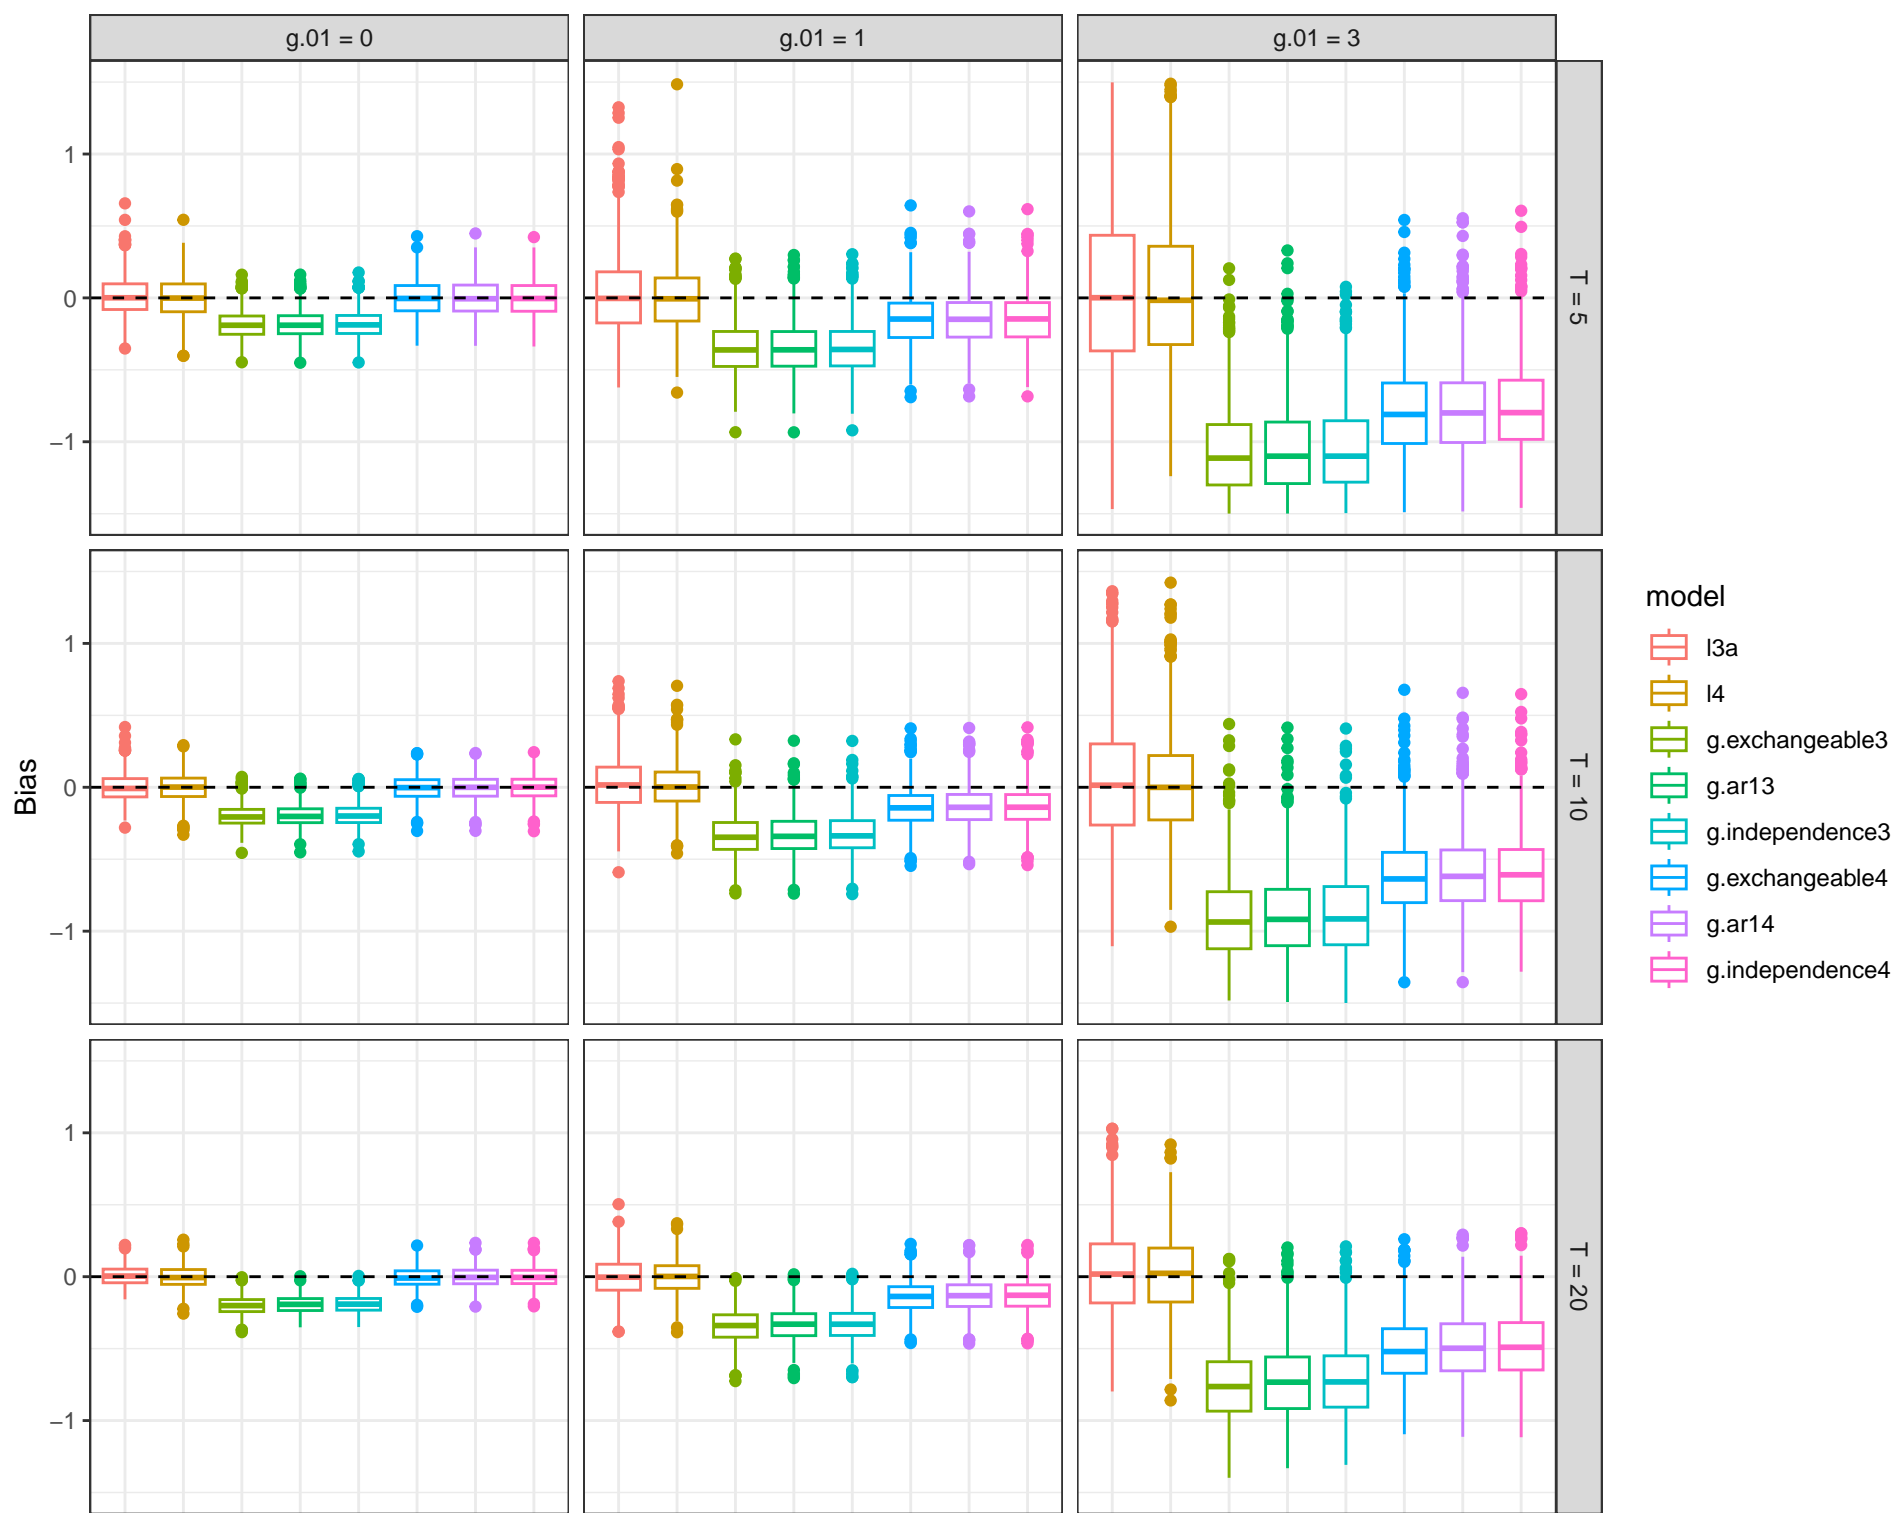 g.01 = 0
g.01 = 1
g.01 = 3
1
0
−1
T = 5
1
0
−1
T = 10
1
0
−1
T = 20
Bias
model
l3a
l4
g.exchangeable3
g.ar13
g.independence3
g.exchangeable4
g.ar14
g.independence4